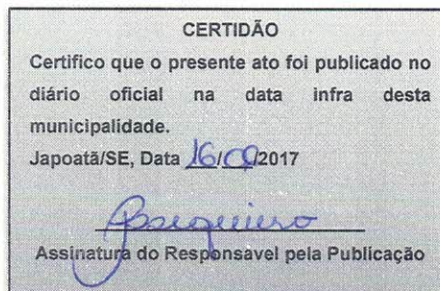 CERTIDÃO
Certifico que o presente ato foi publicado no
diário oficial na data infra desta
municipalidade.
Japoatã/SE, Data 16/ /2017
Assinatura do Responsável pela Publicação